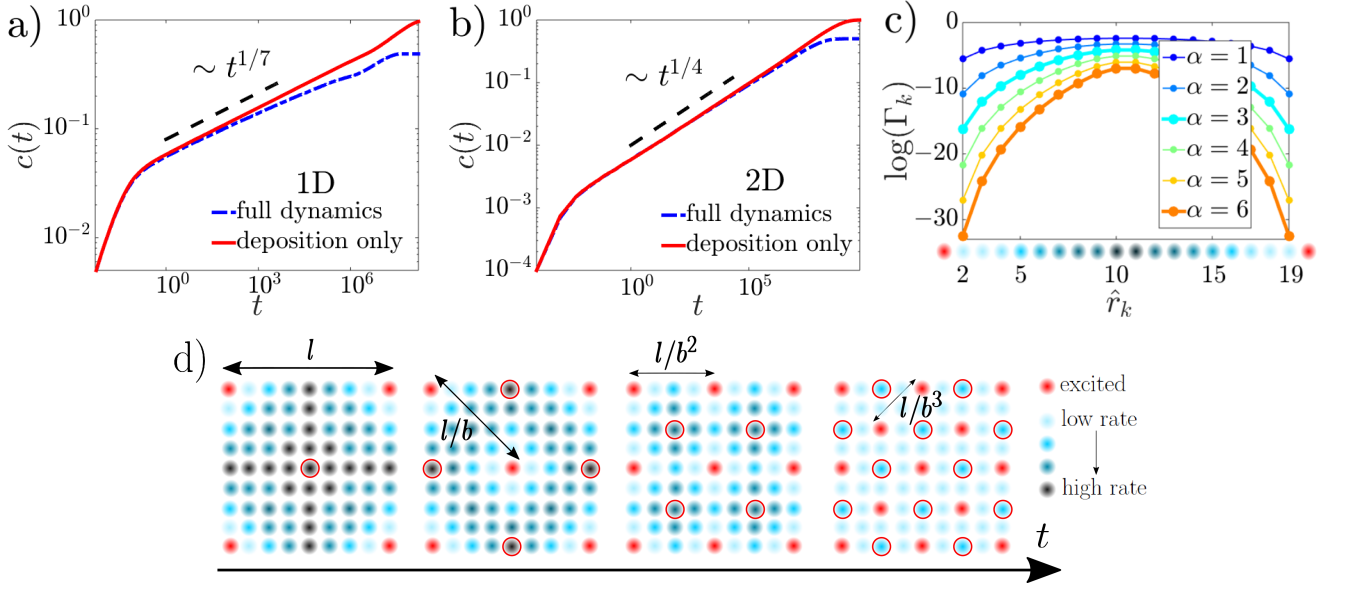 a)
10^0
10^{-1}
10^{-2}
c(t)
~ t^{1/7}
1D
full dynamics
deposition only
10^0 10^3 10^6
t
b)
10^0
10^{-1}
10^{-2}
10^{-3}
10^{-4}
c(t)
~ t^{1/4}
2D
full dynamics
deposition only
10^0 10^5
t
c)
0
−10
−20
−30
log(Γ_k)
α = 1
α = 2
α = 3
α = 4
α = 5
α = 6
2 5 10 15 19
r̂_k
d)
l
l/b
l/b^2
l/b^3
excited
low rate
high rate
t